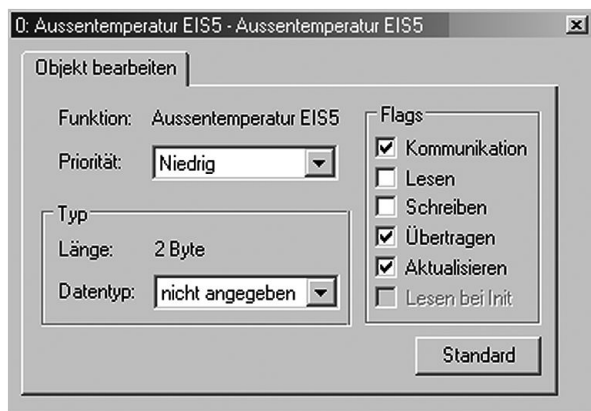 0: Aussentemperatur EIS5 - Aussentemperatur EIS5
Objekt bearbeiten
Funktion: Aussentemperatur EIS5
Priorität: Niedrig
Typ
Länge: 2 Byte
Datentyp: nicht angegeben
Flags
Kommunikation
Lesen
Schreiben
Übertragen
Aktualisieren
Lesen bei Init
Standard